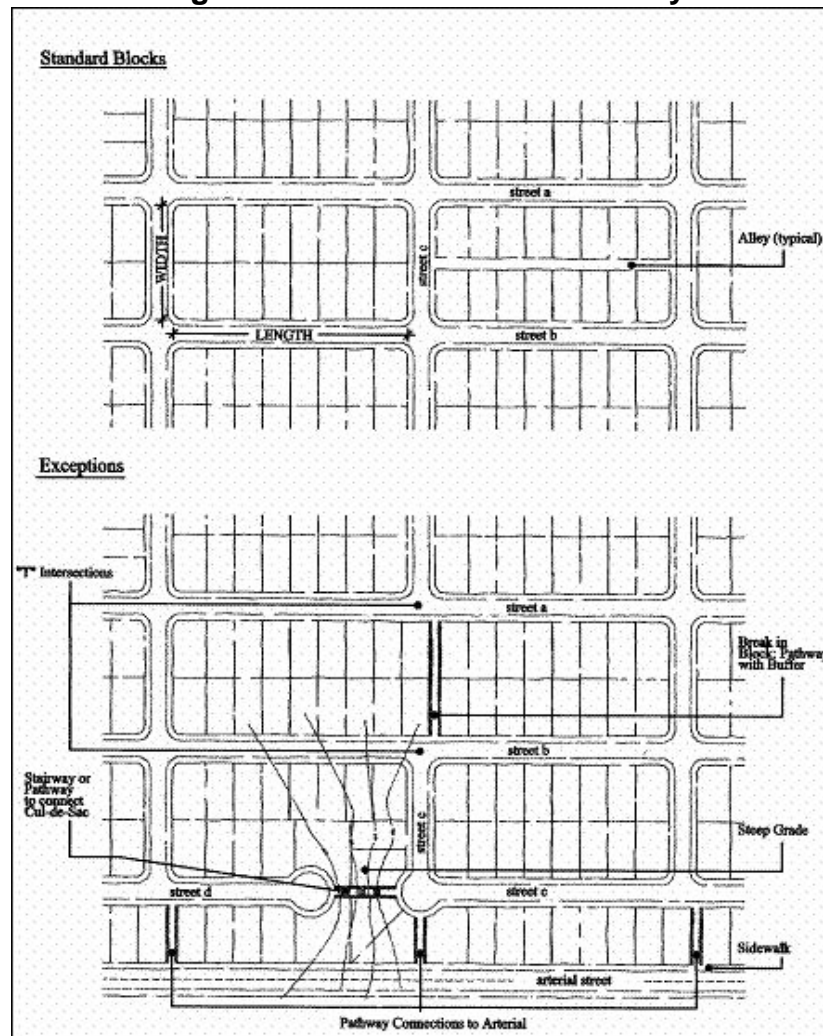 Standard Blocks
street a
WIDTH
street c
Alley (typical)
LENGTH
street b
Exceptions
"T" Intersections
street a
Break in
Block; Pathway
with Buffer
street b
Stairway or
Pathway
to connect
Cul-de-Sac
street c
Steep Grade
street d
street c
Sidewalk
arterial street
Pathway Connections to Arterial